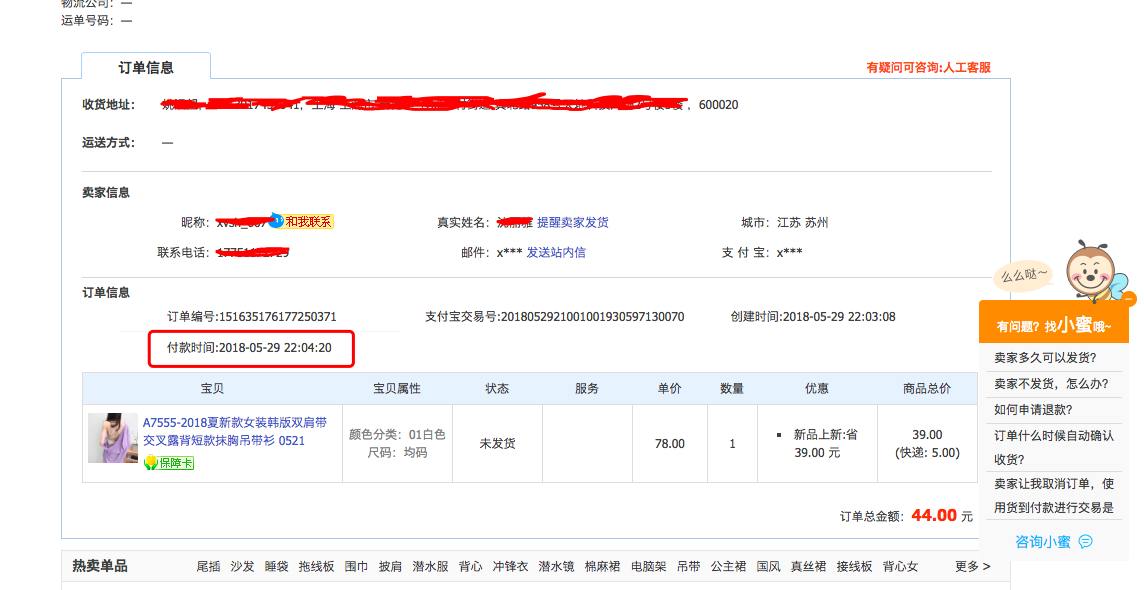 物流公司：—
运单号码：—
订单信息
有疑问可咨询:人工客服
收货地址：
，600020
运送方式：
—
卖家信息
昵称：
和我联系
真实姓名：
提醒卖家发货
城市：江苏 苏州
联系电话：
邮件：x*** 发送站内信
支 付 宝：x***
订单信息
订单编号:151635176177250371
支付宝交易号:2018052921001001930597130070
创建时间:2018-05-29 22:03:08
付款时间:2018-05-29 22:04:20
宝贝 宝贝属性 状态 服务 单价 数量 优惠 商品总价
A7555-2018夏新款女装韩版双肩带
交叉露背短款抹胸吊带衫 0521
保障卡
颜色分类：01白色
尺码：均码
未发货
78.00
1
新品上新:省
39.00 元
39.00
(快递: 5.00)
订单总金额：44.00 元
热卖单品 尾插 沙发 睡袋 拖线板 围巾 披肩 潜水服 背心 冲锋衣 潜水镜 棉麻裙 电脑架 吊带 公主裙 国风 真丝裙 接线板 背心女 更多 >
么么哒~
有问题？找小蜜哦~
卖家多久可以发货?
卖家不发货，怎么办?
如何申请退款?
订单什么时候自动确认
收货?
卖家让我取消订单，使
用货到付款进行交易是
咨询小蜜